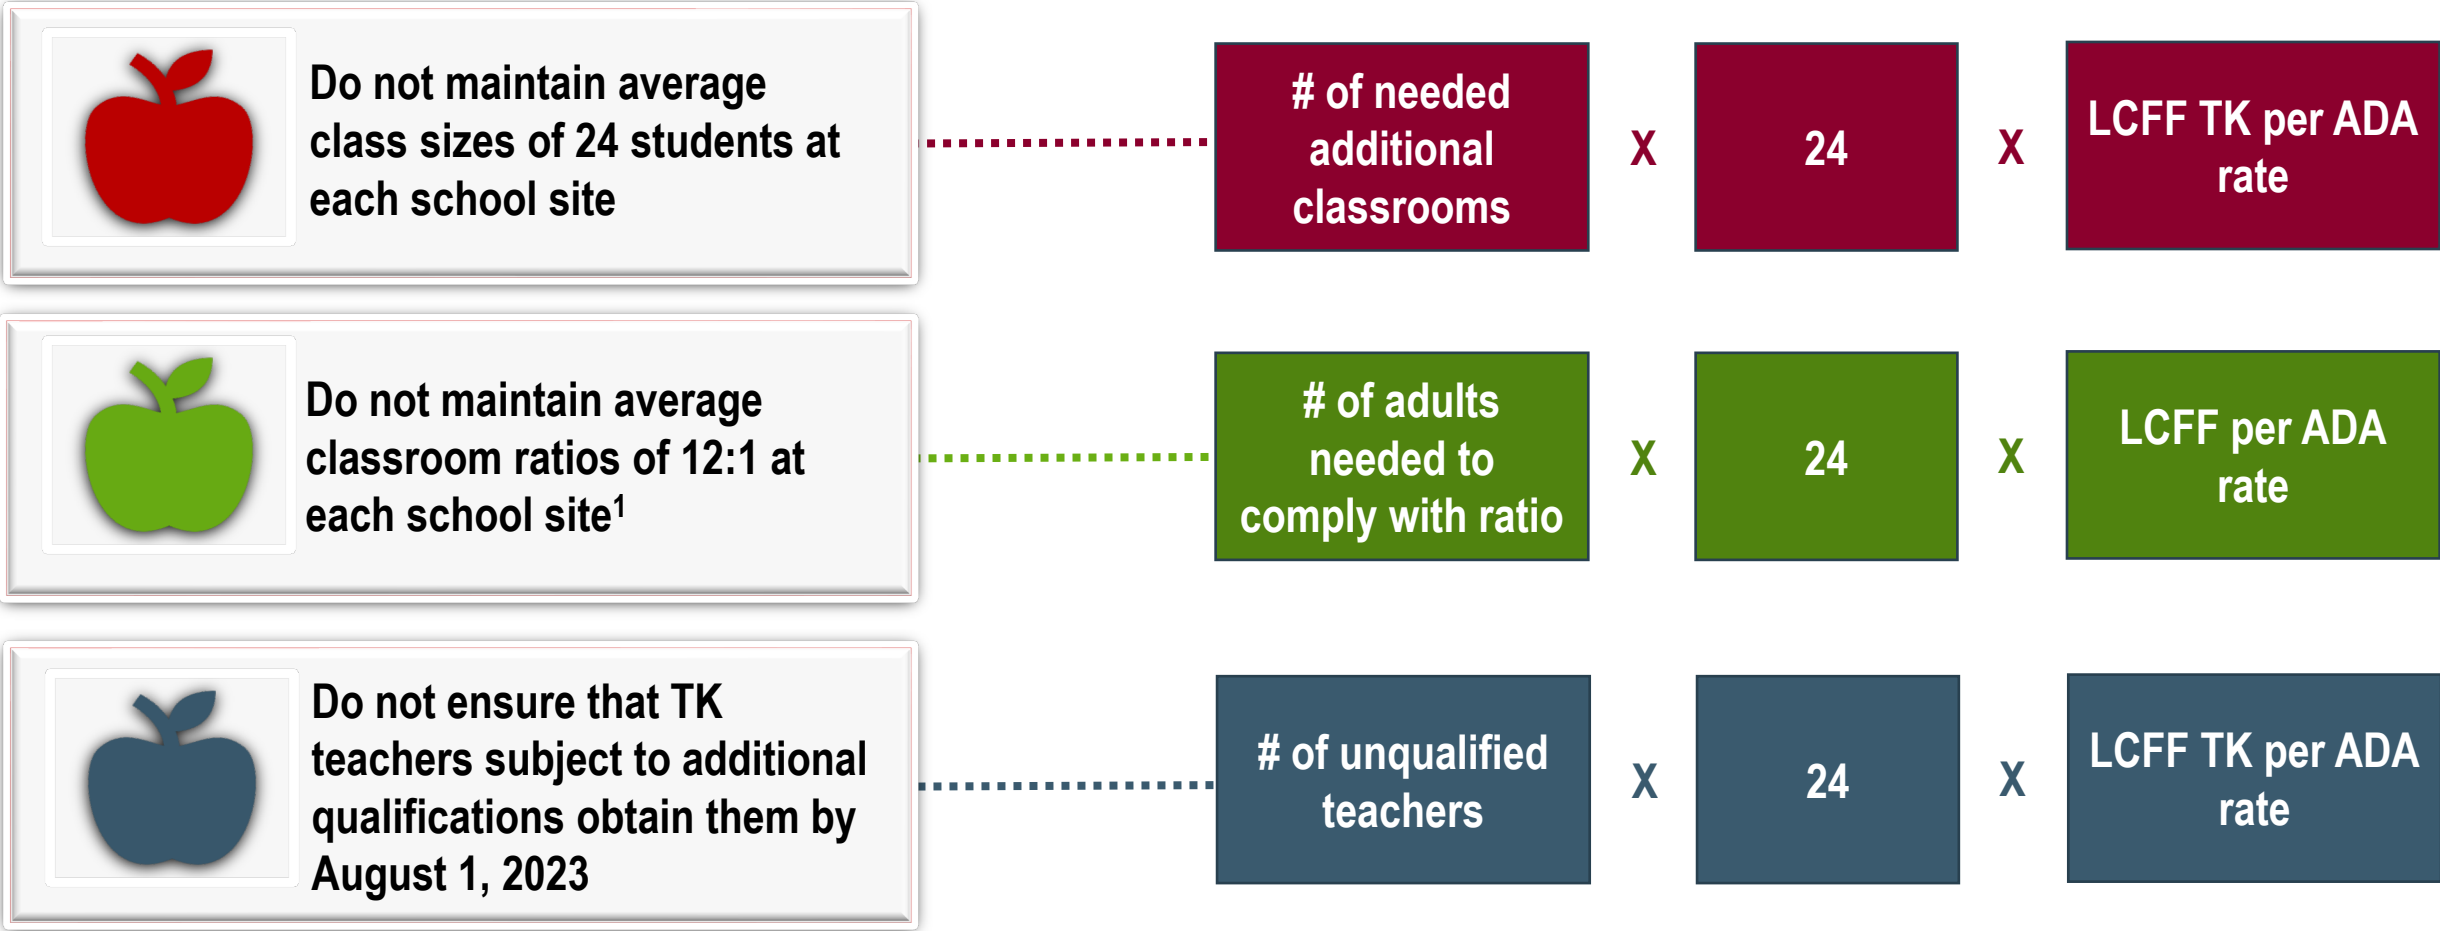 Do not maintain average
class sizes of 24 students at
each school site
# of needed
additional
classrooms
X
24
X
LCFF TK per ADA
rate
Do not maintain average
classroom ratios of 12:1 at
each school site¹
# of adults
needed to
comply with ratio
X
24
X
LCFF per ADA
rate
Do not ensure that TK
teachers subject to additional
qualifications obtain them by
August 1, 2023
# of unqualified
teachers
X
24
X
LCFF TK per ADA
rate